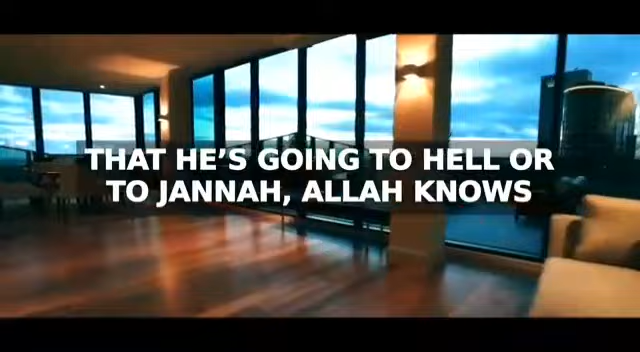 THAT HE'S GOING TO HELL OR
TO JANNAH, ALLAH KNOWS